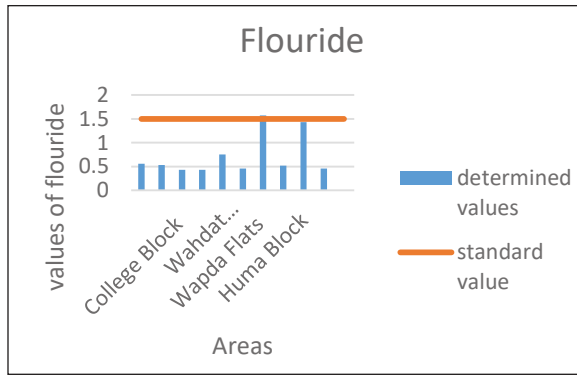 Flouride
values of flouride
2
1.5
1
0.5
0
College Block
Wahdat...
Wapda Flats
Huma Block
Areas
determined
values
standard
value